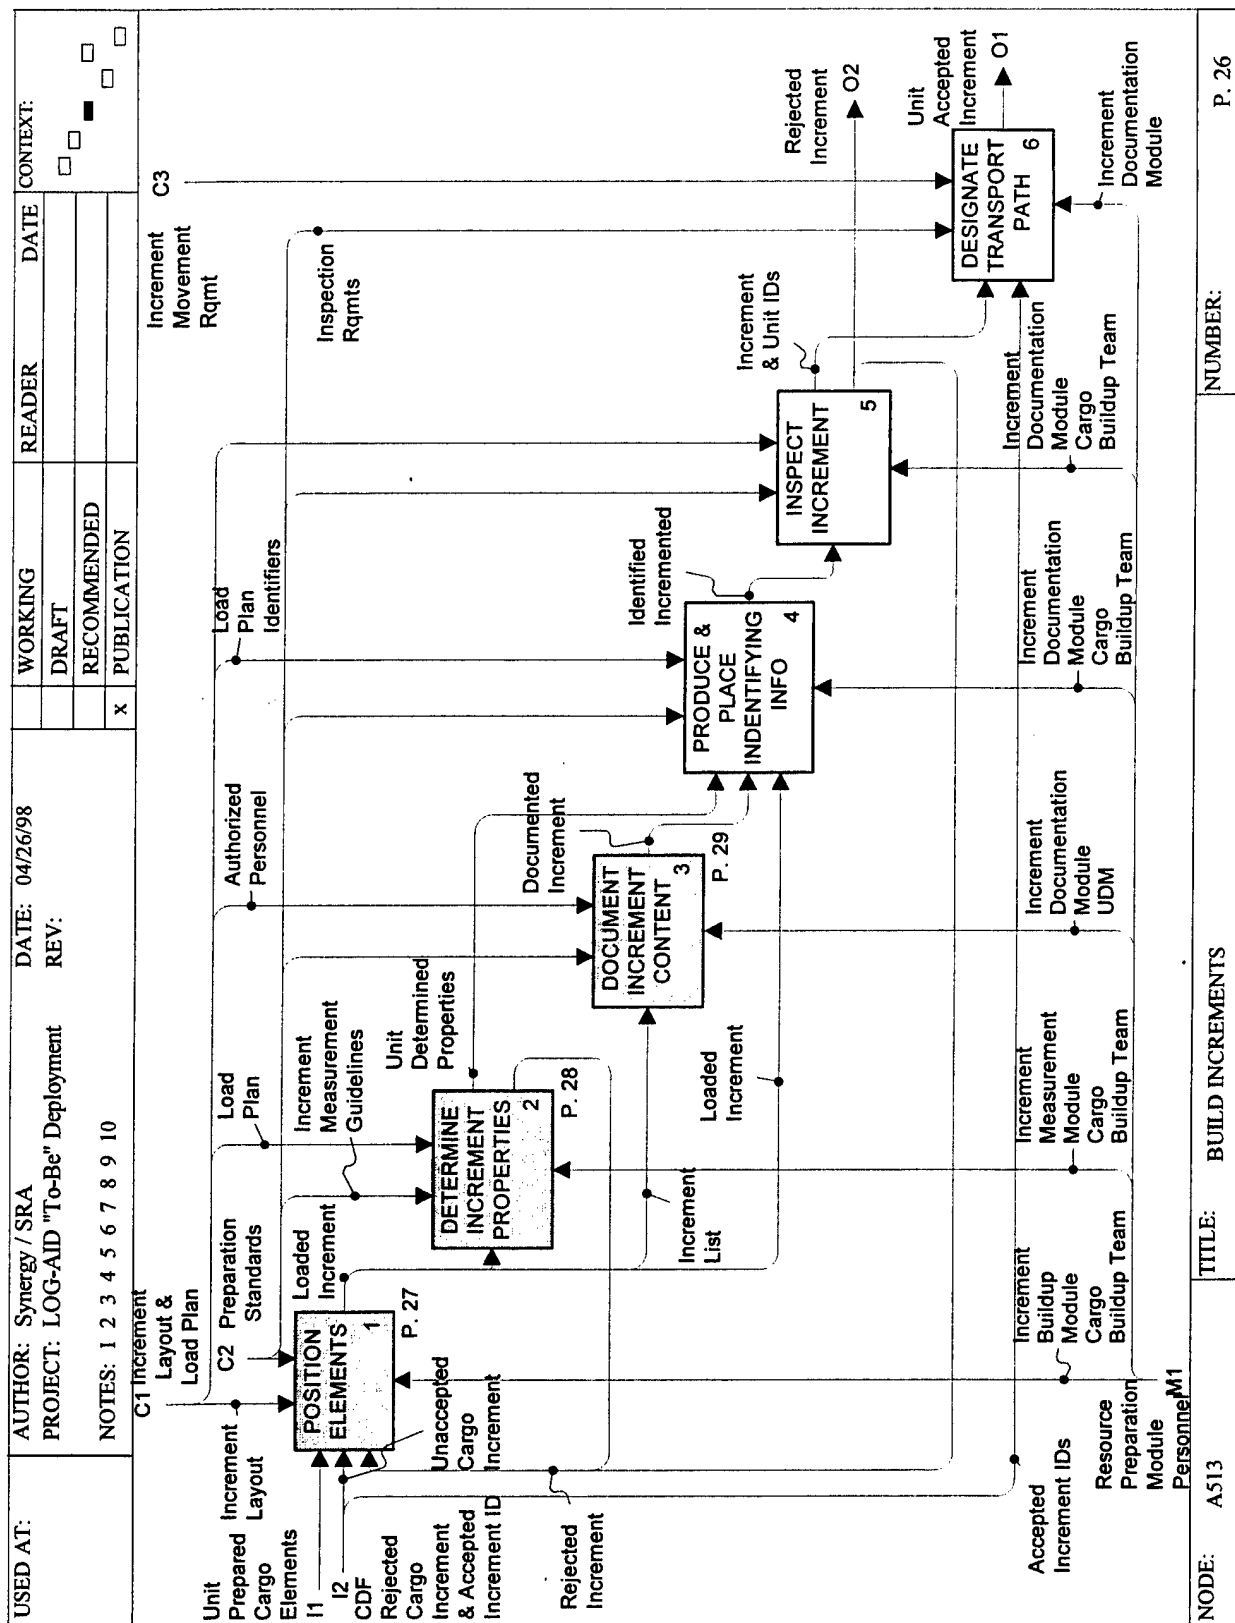 USED AT:
AUTHOR: Synergy / SRA
DATE: 04/26/98
PROJECT: LOG-AID "To-Be" Deployment
REV:
NOTES: 1 2 3 4 5 6 7 8 9 10
WORKING
DRAFT
RECOMMENDED
x PUBLICATION
READER
DATE
CONTEXT:
C1 Increment
Layout &
Load Plan
C2 Preparation
Standards
Increment
Movement
Rqmt
C3
Unit
Prepared
Cargo
Elements
I1
Increment
Layout
I2
CDF
Rejected
Cargo
Increment
& Accepted
Increment ID
POSITION
ELEMENTS
1
P. 27
Loaded
Increment
Unaccepted
Cargo
Increment
Load
Plan
Increment
Measurement
Guidelines
DETERMINE
INCREMENT
PROPERTIES
2
P. 28
Unit
Determined
Properties
Increment
List
Loaded
Increment
Authorized
Personnel
DOCUMENT
INCREMENT
CONTENT
3
P. 29
Documented
Increment
Load
Plan
Identifiers
PRODUCE &
PLACE
INDENTIFYING
INFO
4
Identified
Incremented
INSPECT
INCREMENT
5
Increment
& Unit IDs
Inspection
Rqmts
Rejected
Increment
O2
DESIGNATE
TRANSPORT
PATH
6
Unit
Accepted
Increment
O1
Rejected
Increment
Accepted
Increment IDs
Resource
Preparation
Module
Personnel
M1
Increment
Buildup
Module
Cargo
Buildup Team
Increment
Measurement
Module
Cargo
Buildup Team
Increment
Documentation
Module
UDM
Increment
Documentation
Module
Cargo
Buildup Team
Increment
Documentation
Module
Cargo
Buildup Team
Increment
Documentation
Module
NODE:
A513
TITLE:
BUILD INCREMENTS
NUMBER:
P. 26